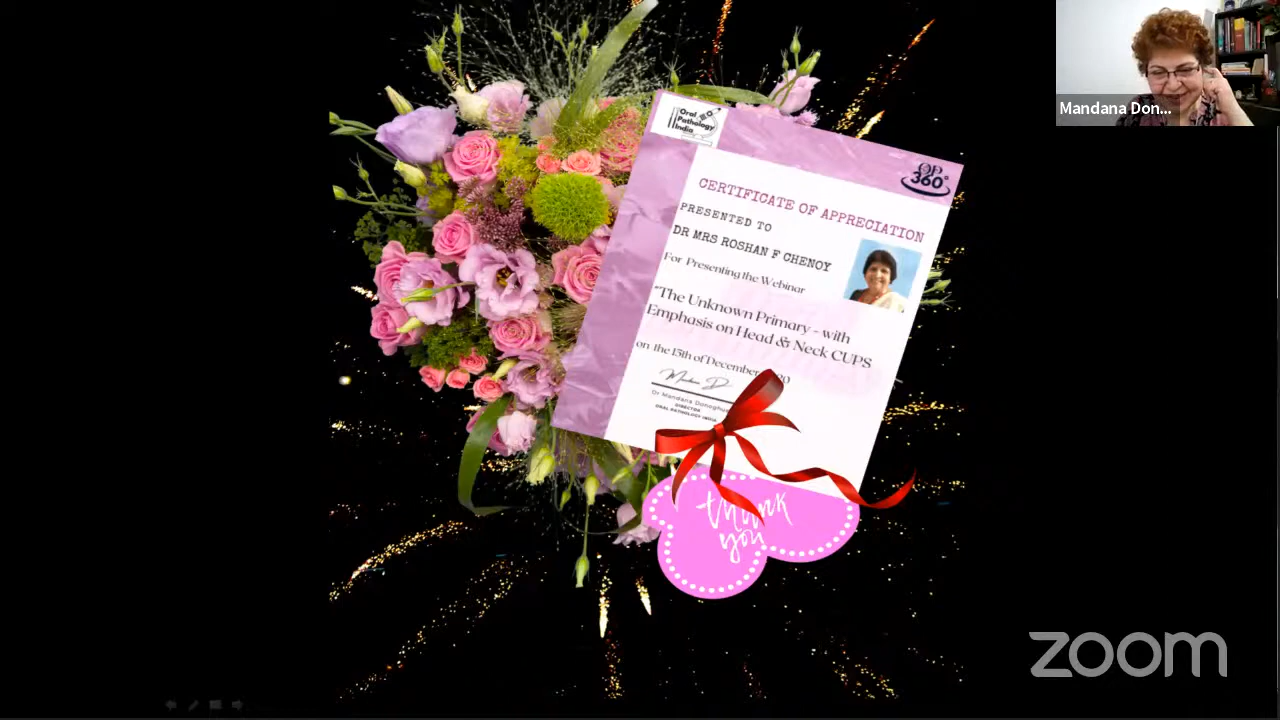 Mandana Don...
Oral
Pathology
India
OP
360°
CERTIFICATE OF APPRECIATION
PRESENTED TO
DR MRS ROSHAN F CHENOY
For Presenting the Webinar
"The Unknown Primary - with
Emphasis on Head & Neck CUPS
on the 15th of December 20
Dr Mandana Donoghue
DIRECTOR
ORAL PATHOLOGY INDIA
thank
you
zoom